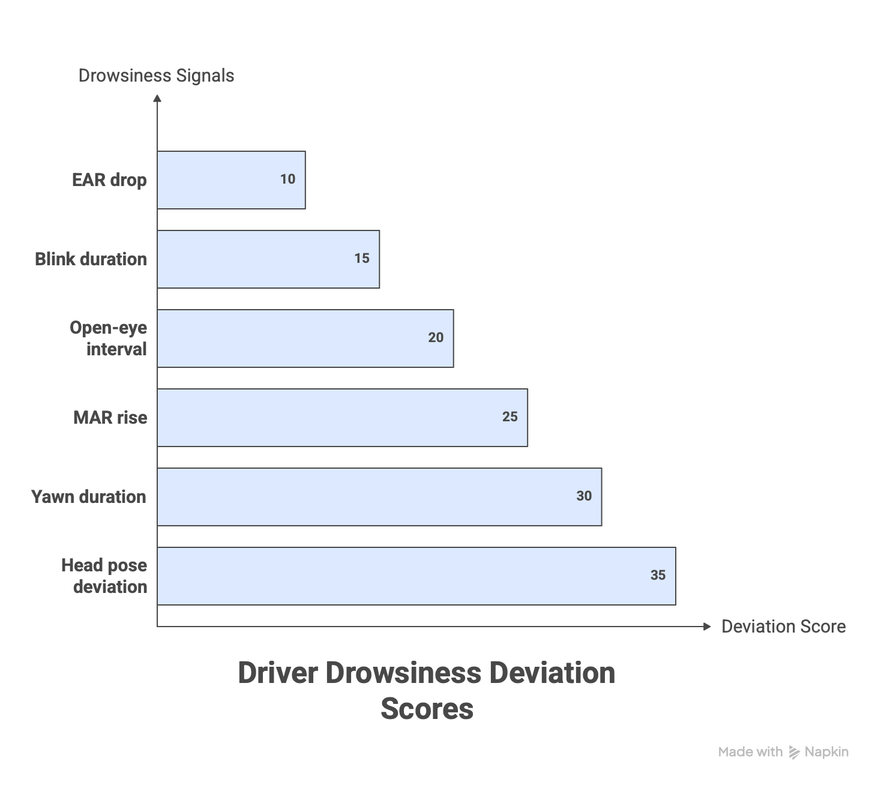 Drowsiness Signals
EAR drop
10
Blink duration
15
Open-eye
interval
20
MAR rise
25
Yawn duration
30
Head pose
deviation
35
Deviation Score
Driver Drowsiness Deviation
Scores
Made with Napkin